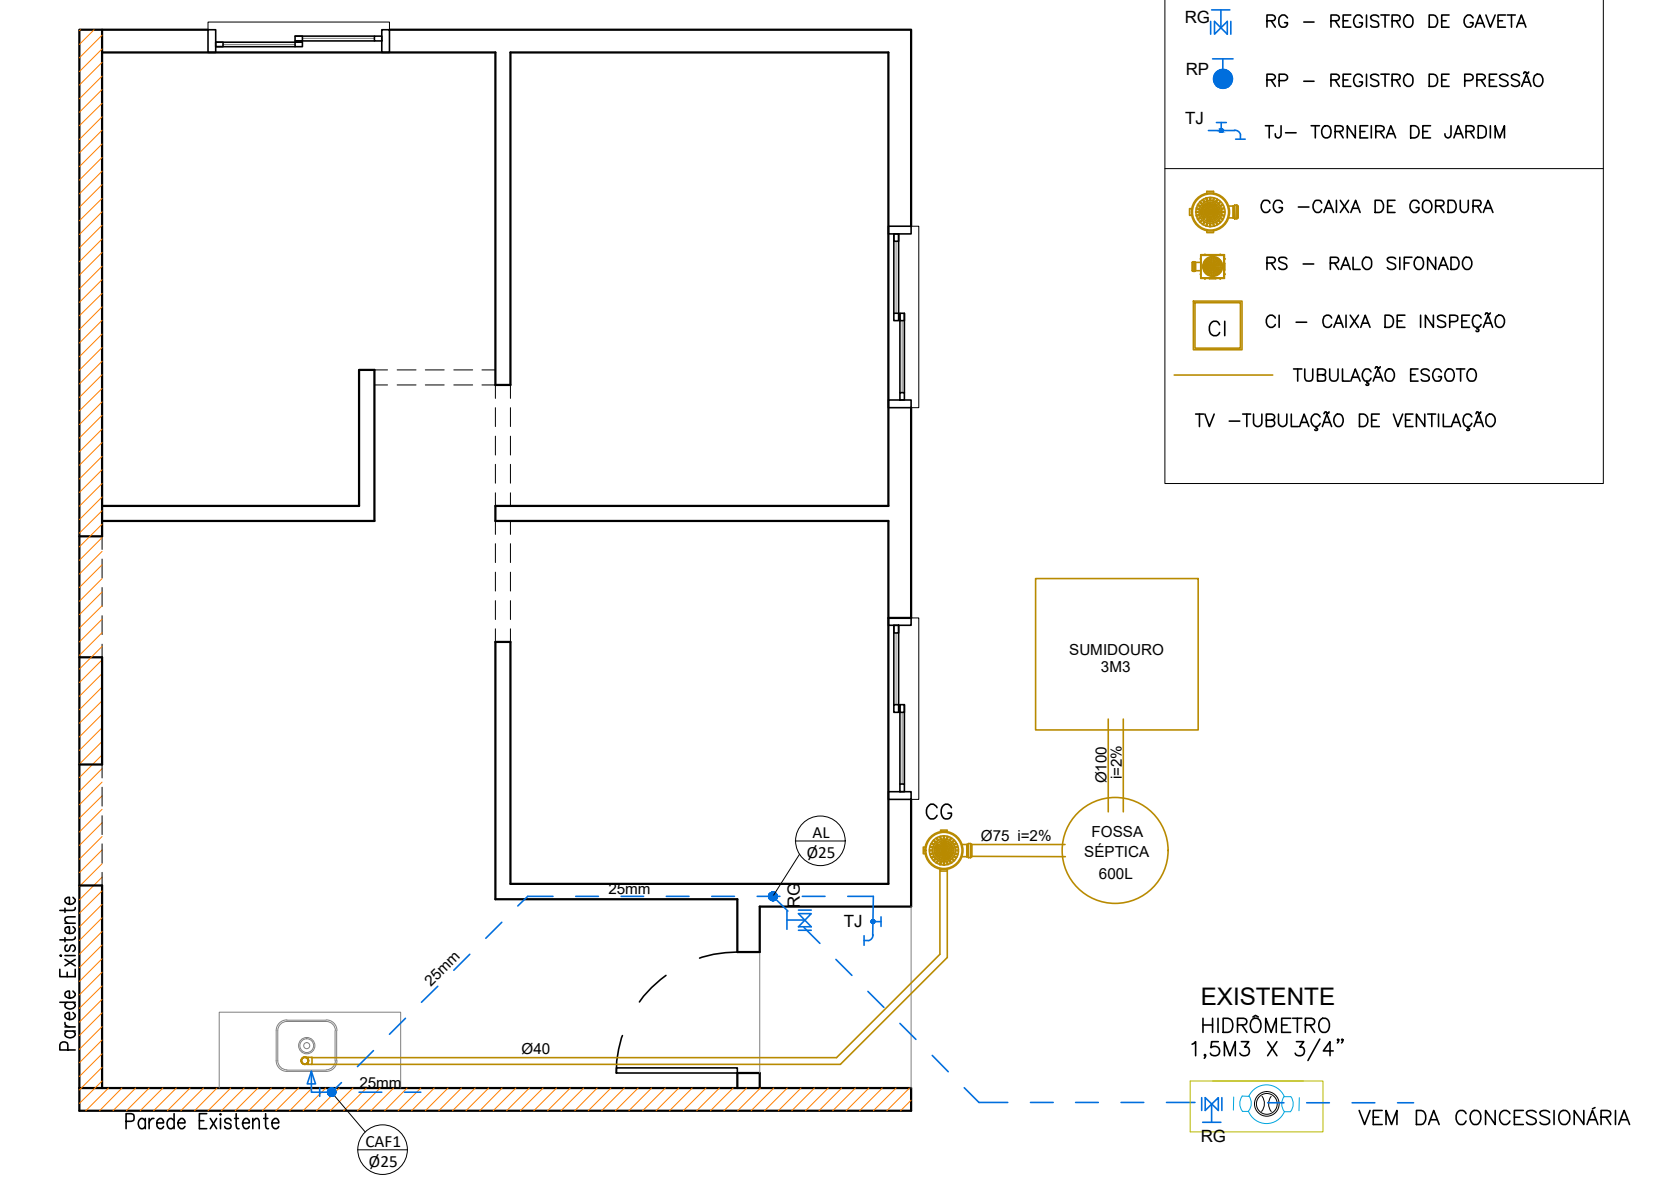 RG
RG – REGISTRO DE GAVETA
RP
RP – REGISTRO DE PRESSÃO
TJ
TJ– TORNEIRA DE JARDIM
CG –CAIXA DE GORDURA
RS – RALO SIFONADO
CI
CI – CAIXA DE INSPEÇÃO
TUBULAÇÃO ESGOTO
TV –TUBULAÇÃO DE VENTILAÇÃO
SUMIDOURO
3M3
Ø100
i=2%
CG
Ø75 i=2%
FOSSA
SÉPTICA
600L
AL
Ø25
25mm
RG
TJ
25mm
Parede Existente
Ø40
25mm
Parede Existente
CAF1
Ø25
EXISTENTE
HIDRÔMETRO
1,5M3 X 3/4”
RG
VEM DA CONCESSIONÁRIA